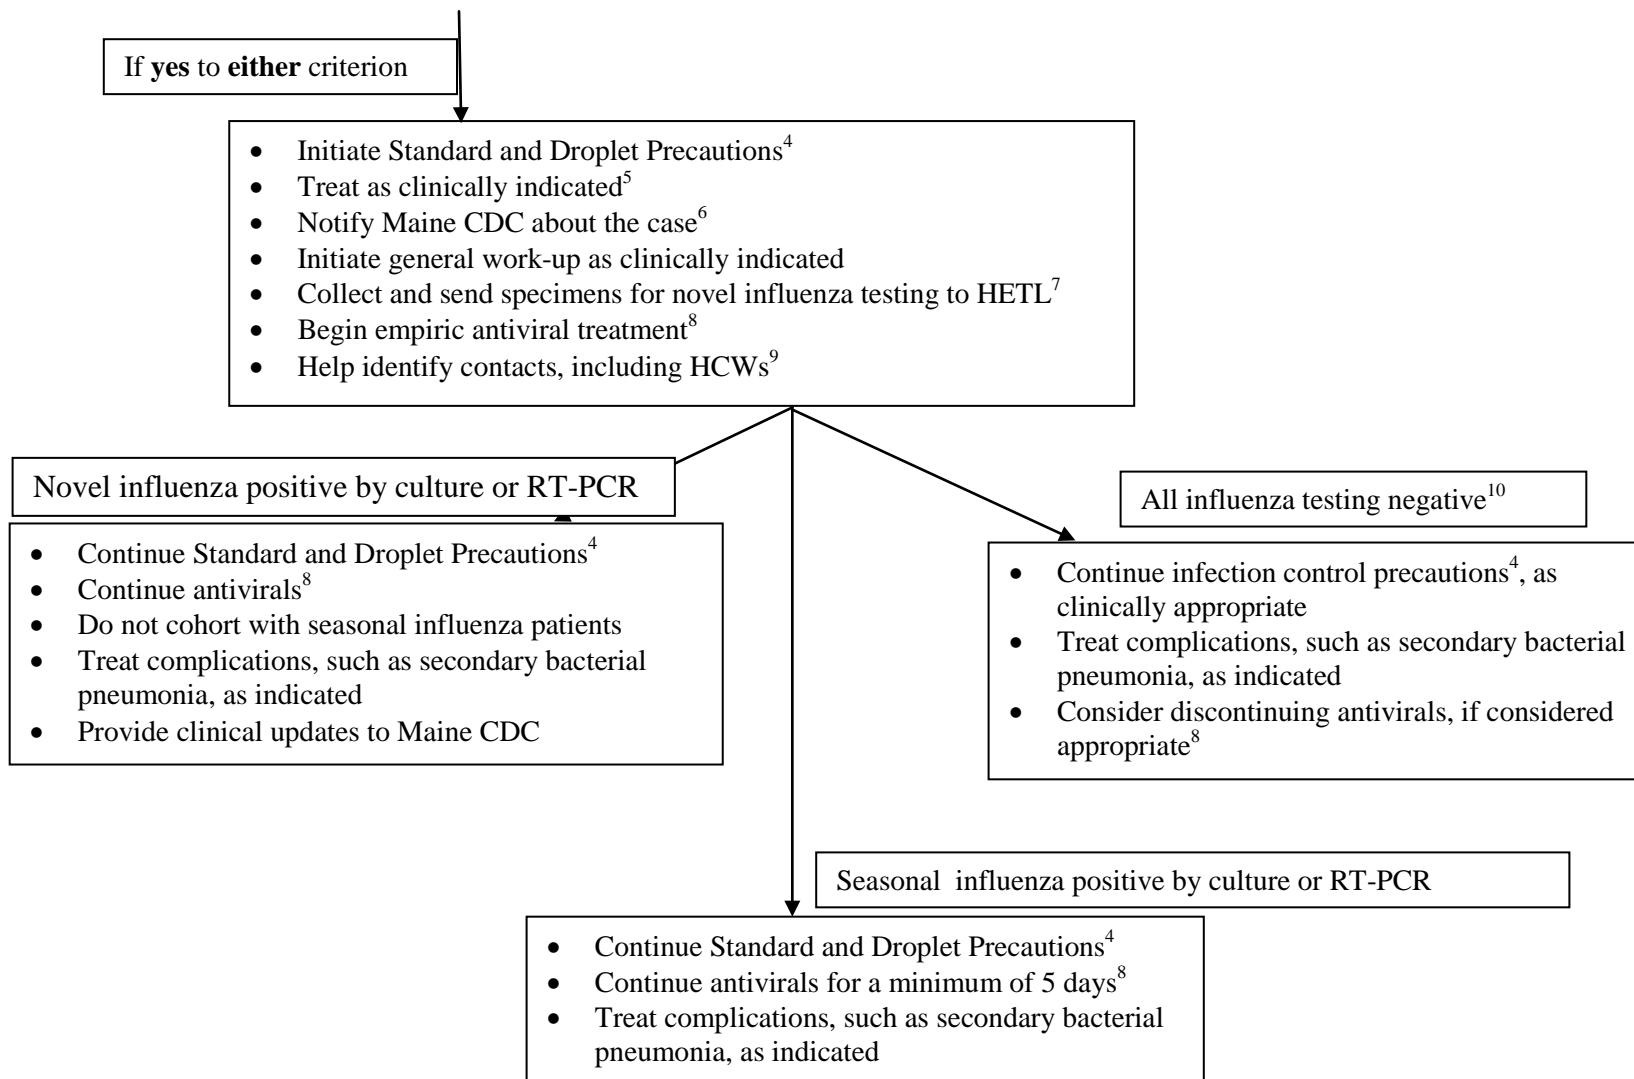 If yes to either criterion
• Initiate Standard and Droplet Precautions4
• Treat as clinically indicated5
• Notify Maine CDC about the case6
• Initiate general work-up as clinically indicated
• Collect and send specimens for novel influenza testing to HETL7
• Begin empiric antiviral treatment8
• Help identify contacts, including HCWs9
Novel influenza positive by culture or RT-PCR
• Continue Standard and Droplet Precautions4
• Continue antivirals8
• Do not cohort with seasonal influenza patients
• Treat complications, such as secondary bacterial
pneumonia, as indicated
• Provide clinical updates to Maine CDC
All influenza testing negative10
• Continue infection control precautions4, as
clinically appropriate
• Treat complications, such as secondary bacterial
pneumonia, as indicated
• Consider discontinuing antivirals, if considered
appropriate8
Seasonal influenza positive by culture or RT-PCR
• Continue Standard and Droplet Precautions4
• Continue antivirals for a minimum of 5 days8
• Treat complications, such as secondary bacterial
pneumonia, as indicated